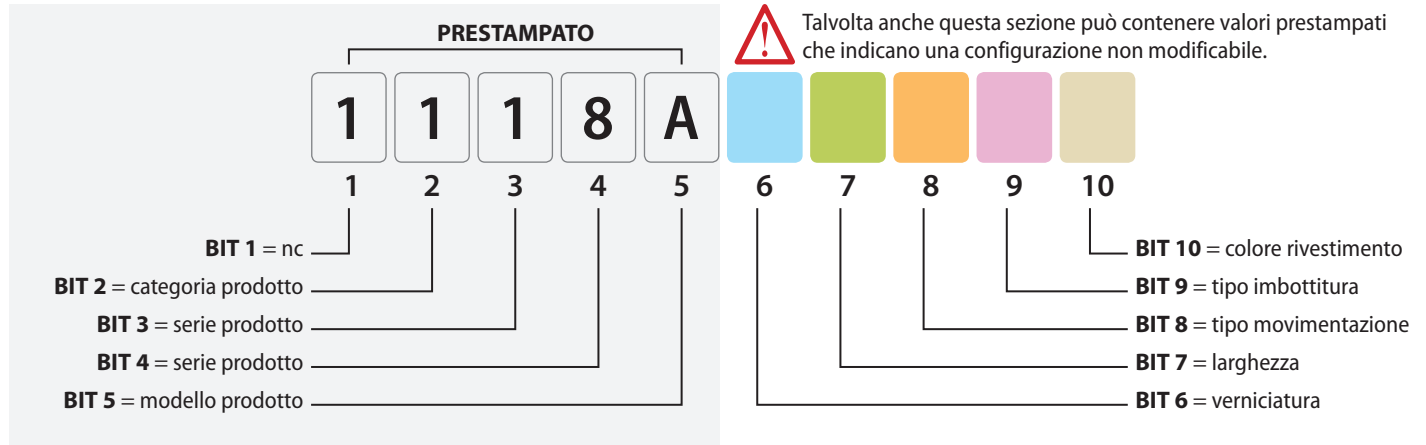 PRESTAMPATO
Talvolta anche questa sezione può contenere valori prestampati
che indicano una configurazione non modificabile.
1 1 1 8 A
1 2 3 4 5 6 7 8 9 10
BIT 1 = nc
BIT 2 = categoria prodotto
BIT 3 = serie prodotto
BIT 4 = serie prodotto
BIT 5 = modello prodotto
BIT 10 = colore rivestimento
BIT 9 = tipo imbottitura
BIT 8 = tipo movimentazione
BIT 7 = larghezza
BIT 6 = verniciatura